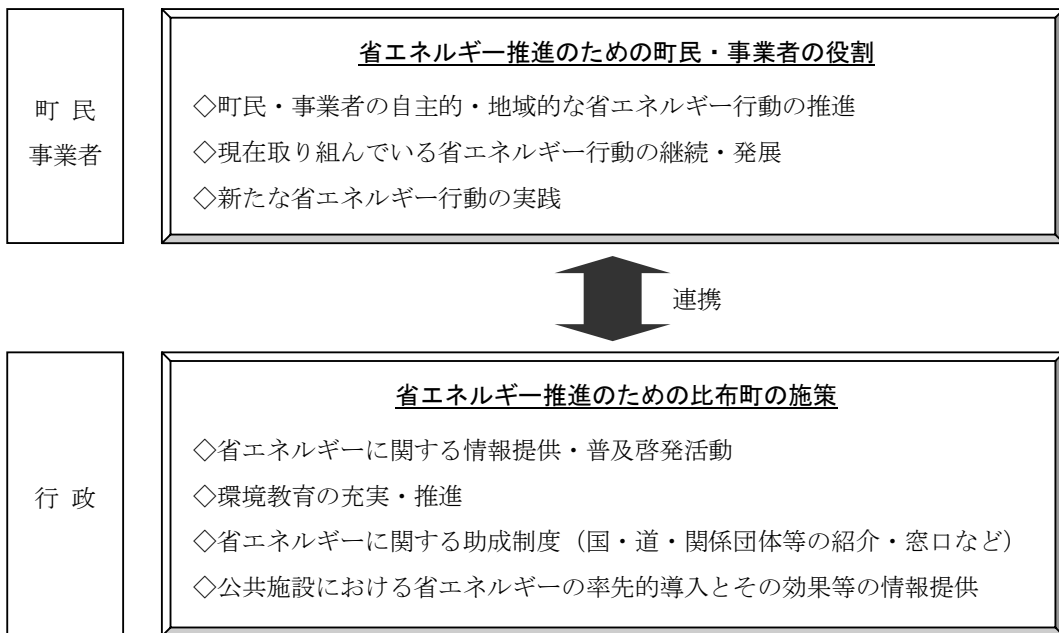 町 民
事業者
省エネルギー推進のための町民・事業者の役割
◇町民・事業者の自主的・地域的な省エネルギー行動の推進
◇現在取り組んでいる省エネルギー行動の継続・発展
◇新たな省エネルギー行動の実践
連携
行 政
省エネルギー推進のための比布町の施策
◇省エネルギーに関する情報提供・普及啓発活動
◇環境教育の充実・推進
◇省エネルギーに関する助成制度（国・道・関係団体等の紹介・窓口など）
◇公共施設における省エネルギーの率先的導入とその効果等の情報提供